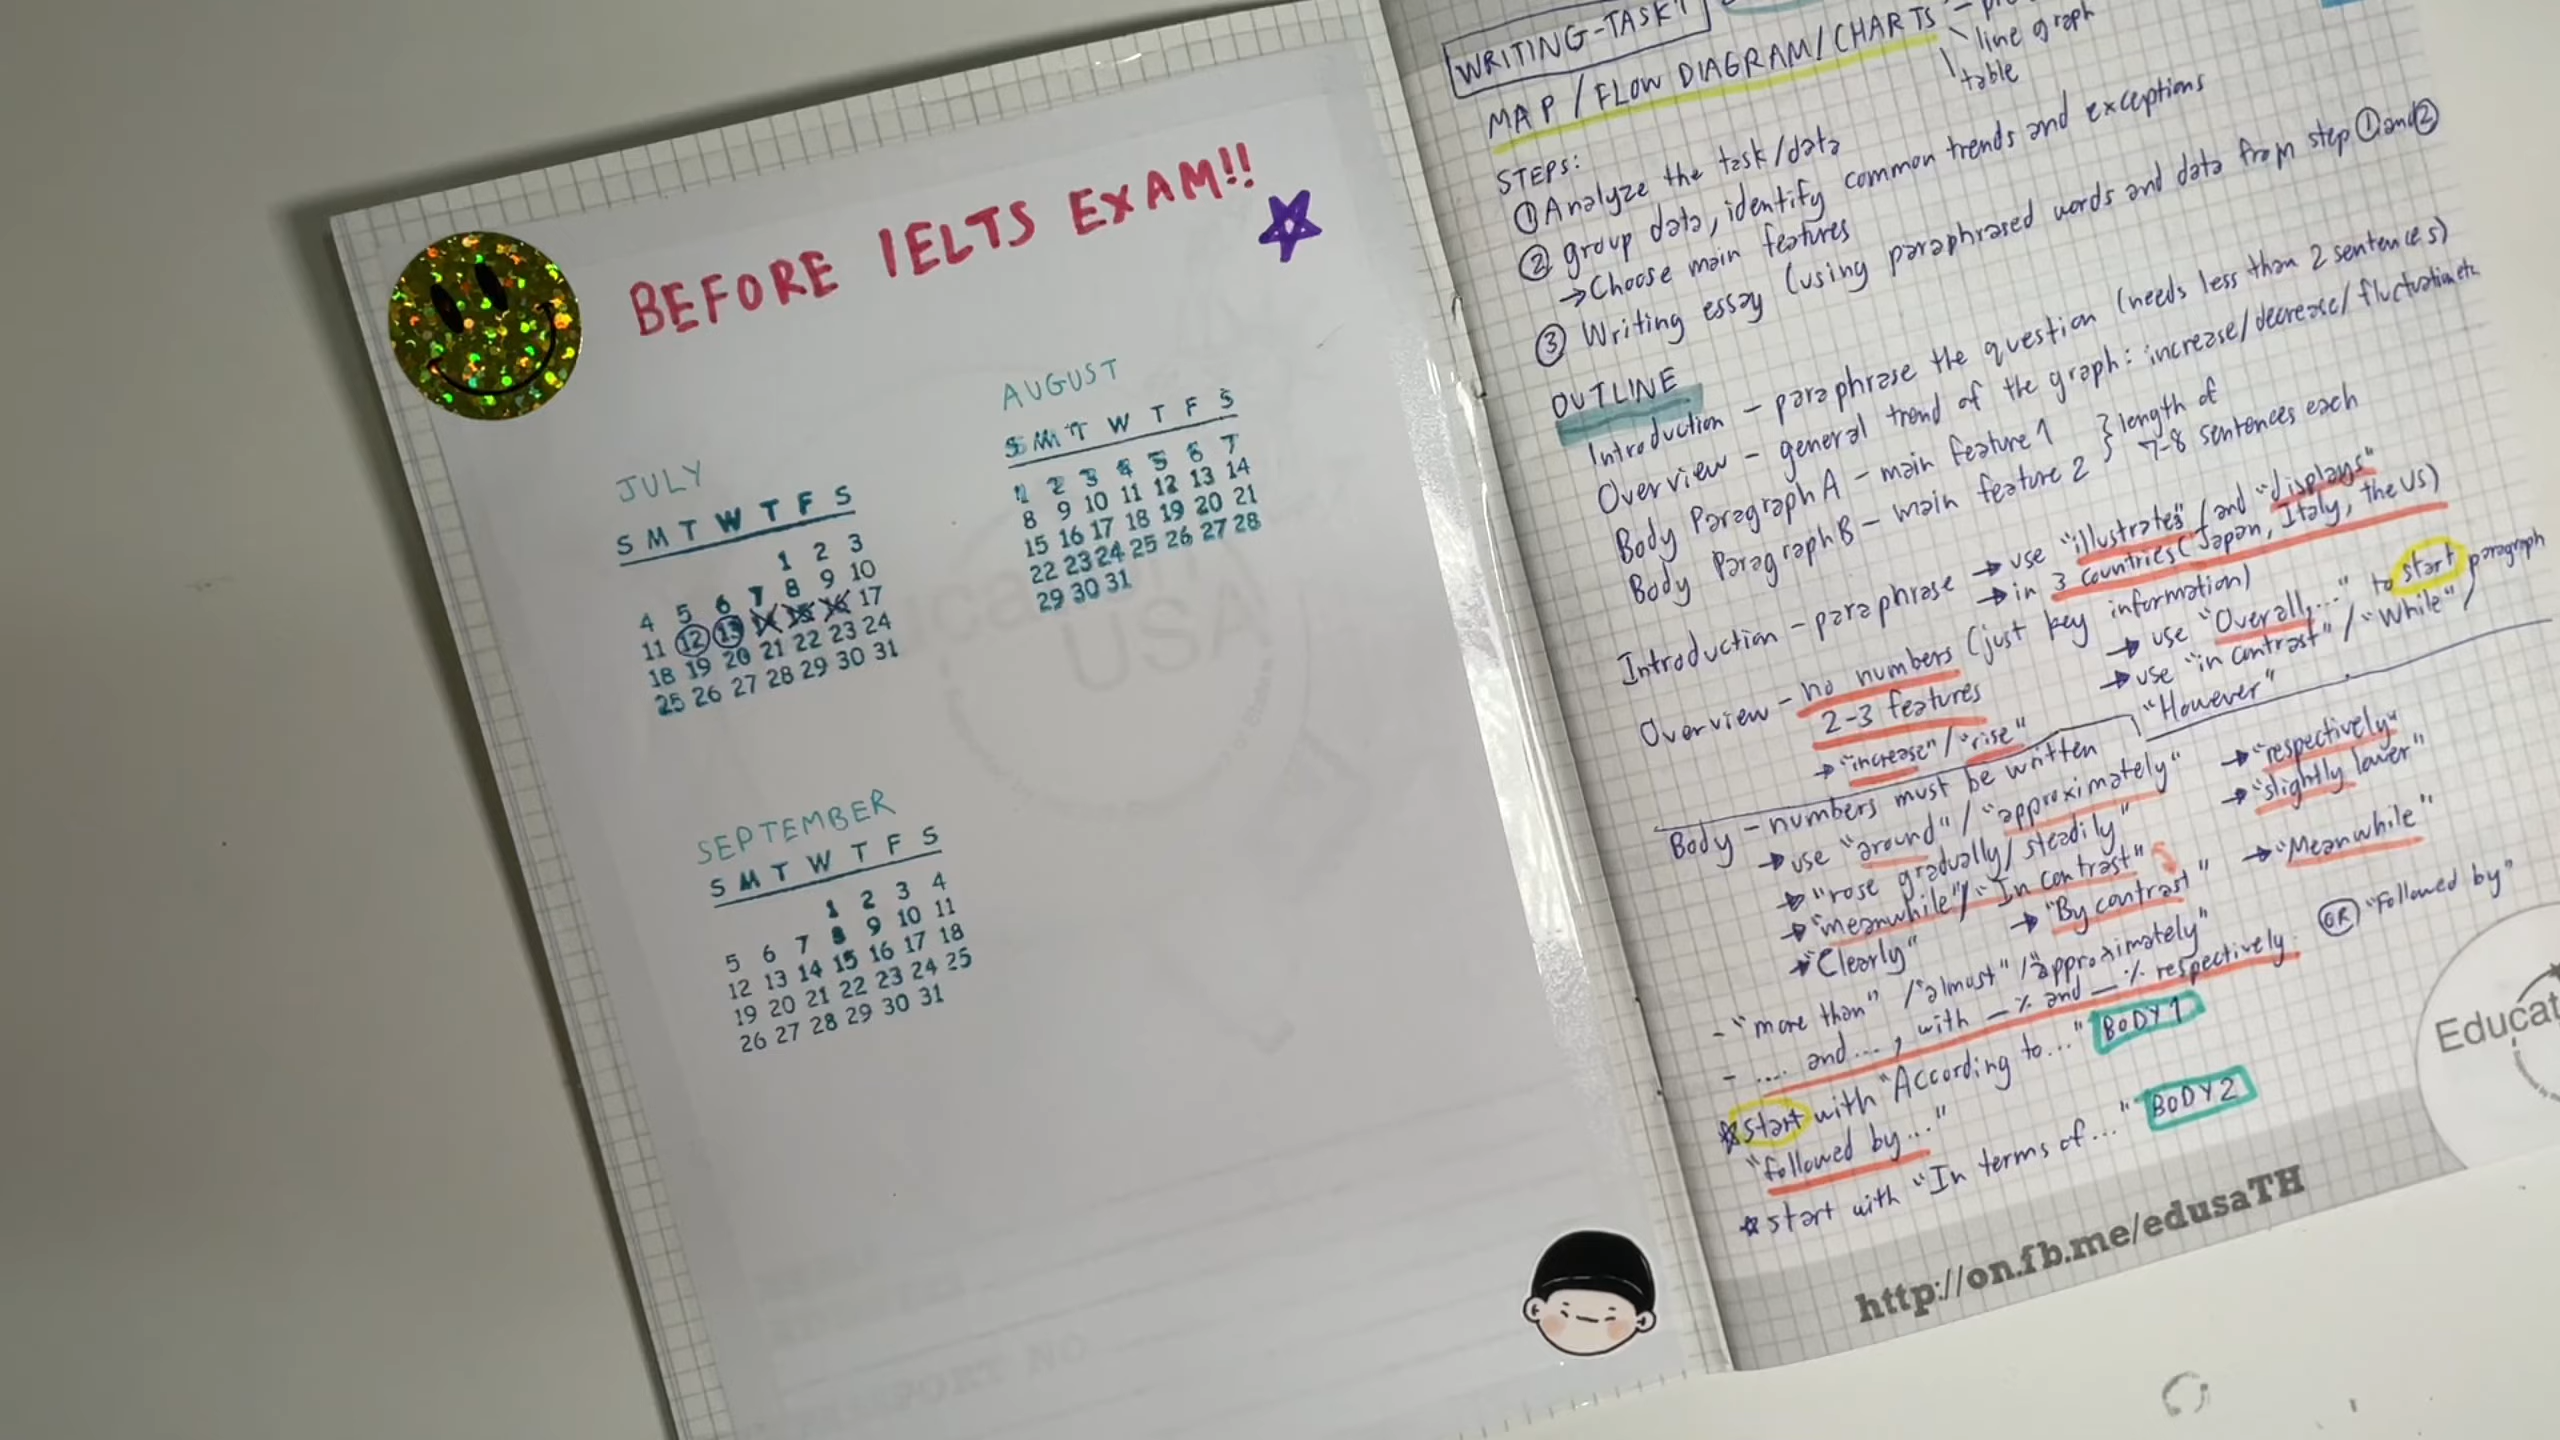 BEFORE IELTS EXAM!!
JULY
S M T W T F S
1 2 3
4 5 6 7 8 9 10
11 12 13 14 15 16 17
18 19 20 21 22 23 24
25 26 27 28 29 30 31
AUGUST
S M T W T F S
1 2 3 4 5 6 7
8 9 10 11 12 13 14
15 16 17 18 19 20 21
22 23 24 25 26 27 28
29 30 31
SEPTEMBER
S M T W T F S
1 2 3 4
5 6 7 8 9 10 11
12 13 14 15 16 17 18
19 20 21 22 23 24 25
26 27 28 29 30 31
Education
USA
WRITING-TASK1
MAP / FLOW DIAGRAM / CHARTS
line graph
table
STEPS:
① Analyze the task/data
② group data, identify common trends and exceptions
→ Choose main features
③ Writing essay (using paraphrased words and data from step ① and ②
OUTLINE
Introduction - paraphrase the question (needs less than 2 sentences)
Overview - general trend of the graph: increase/decrease/fluctuation etc.
Body Paragraph A - main feature 1 } length of
Body Paragraph B - main feature 2 } 7-8 sentences each
Introduction - paraphrase → use "illustrates" / and "displays"
→ in 3 countries (Japan, Italy, the US)
Overview - no numbers (just key information)
2-3 features
→ "increase" / "rise"
→ use "Overall,..." to start paragraph
→ use "in contrast" / "While" /
"However"
Body - numbers must be written
→ use "around" / "approximately"
→ "rose gradually/ steadily"
→ "meanwhile" / "In contrast"
→ "By contrast"
→ "Clearly"
→ "respectively"
→ "slightly lower"
→ "Meanwhile"
- "more than" / "almost" / "approximately"
- .... and ...., with _% and _% respectively. OR "Followed by"
☆ start with "According to..." BODY 1
"followed by..."
☆ start with "In terms of..." BODY 2
Educat
http://on.fb.me/edusaTH